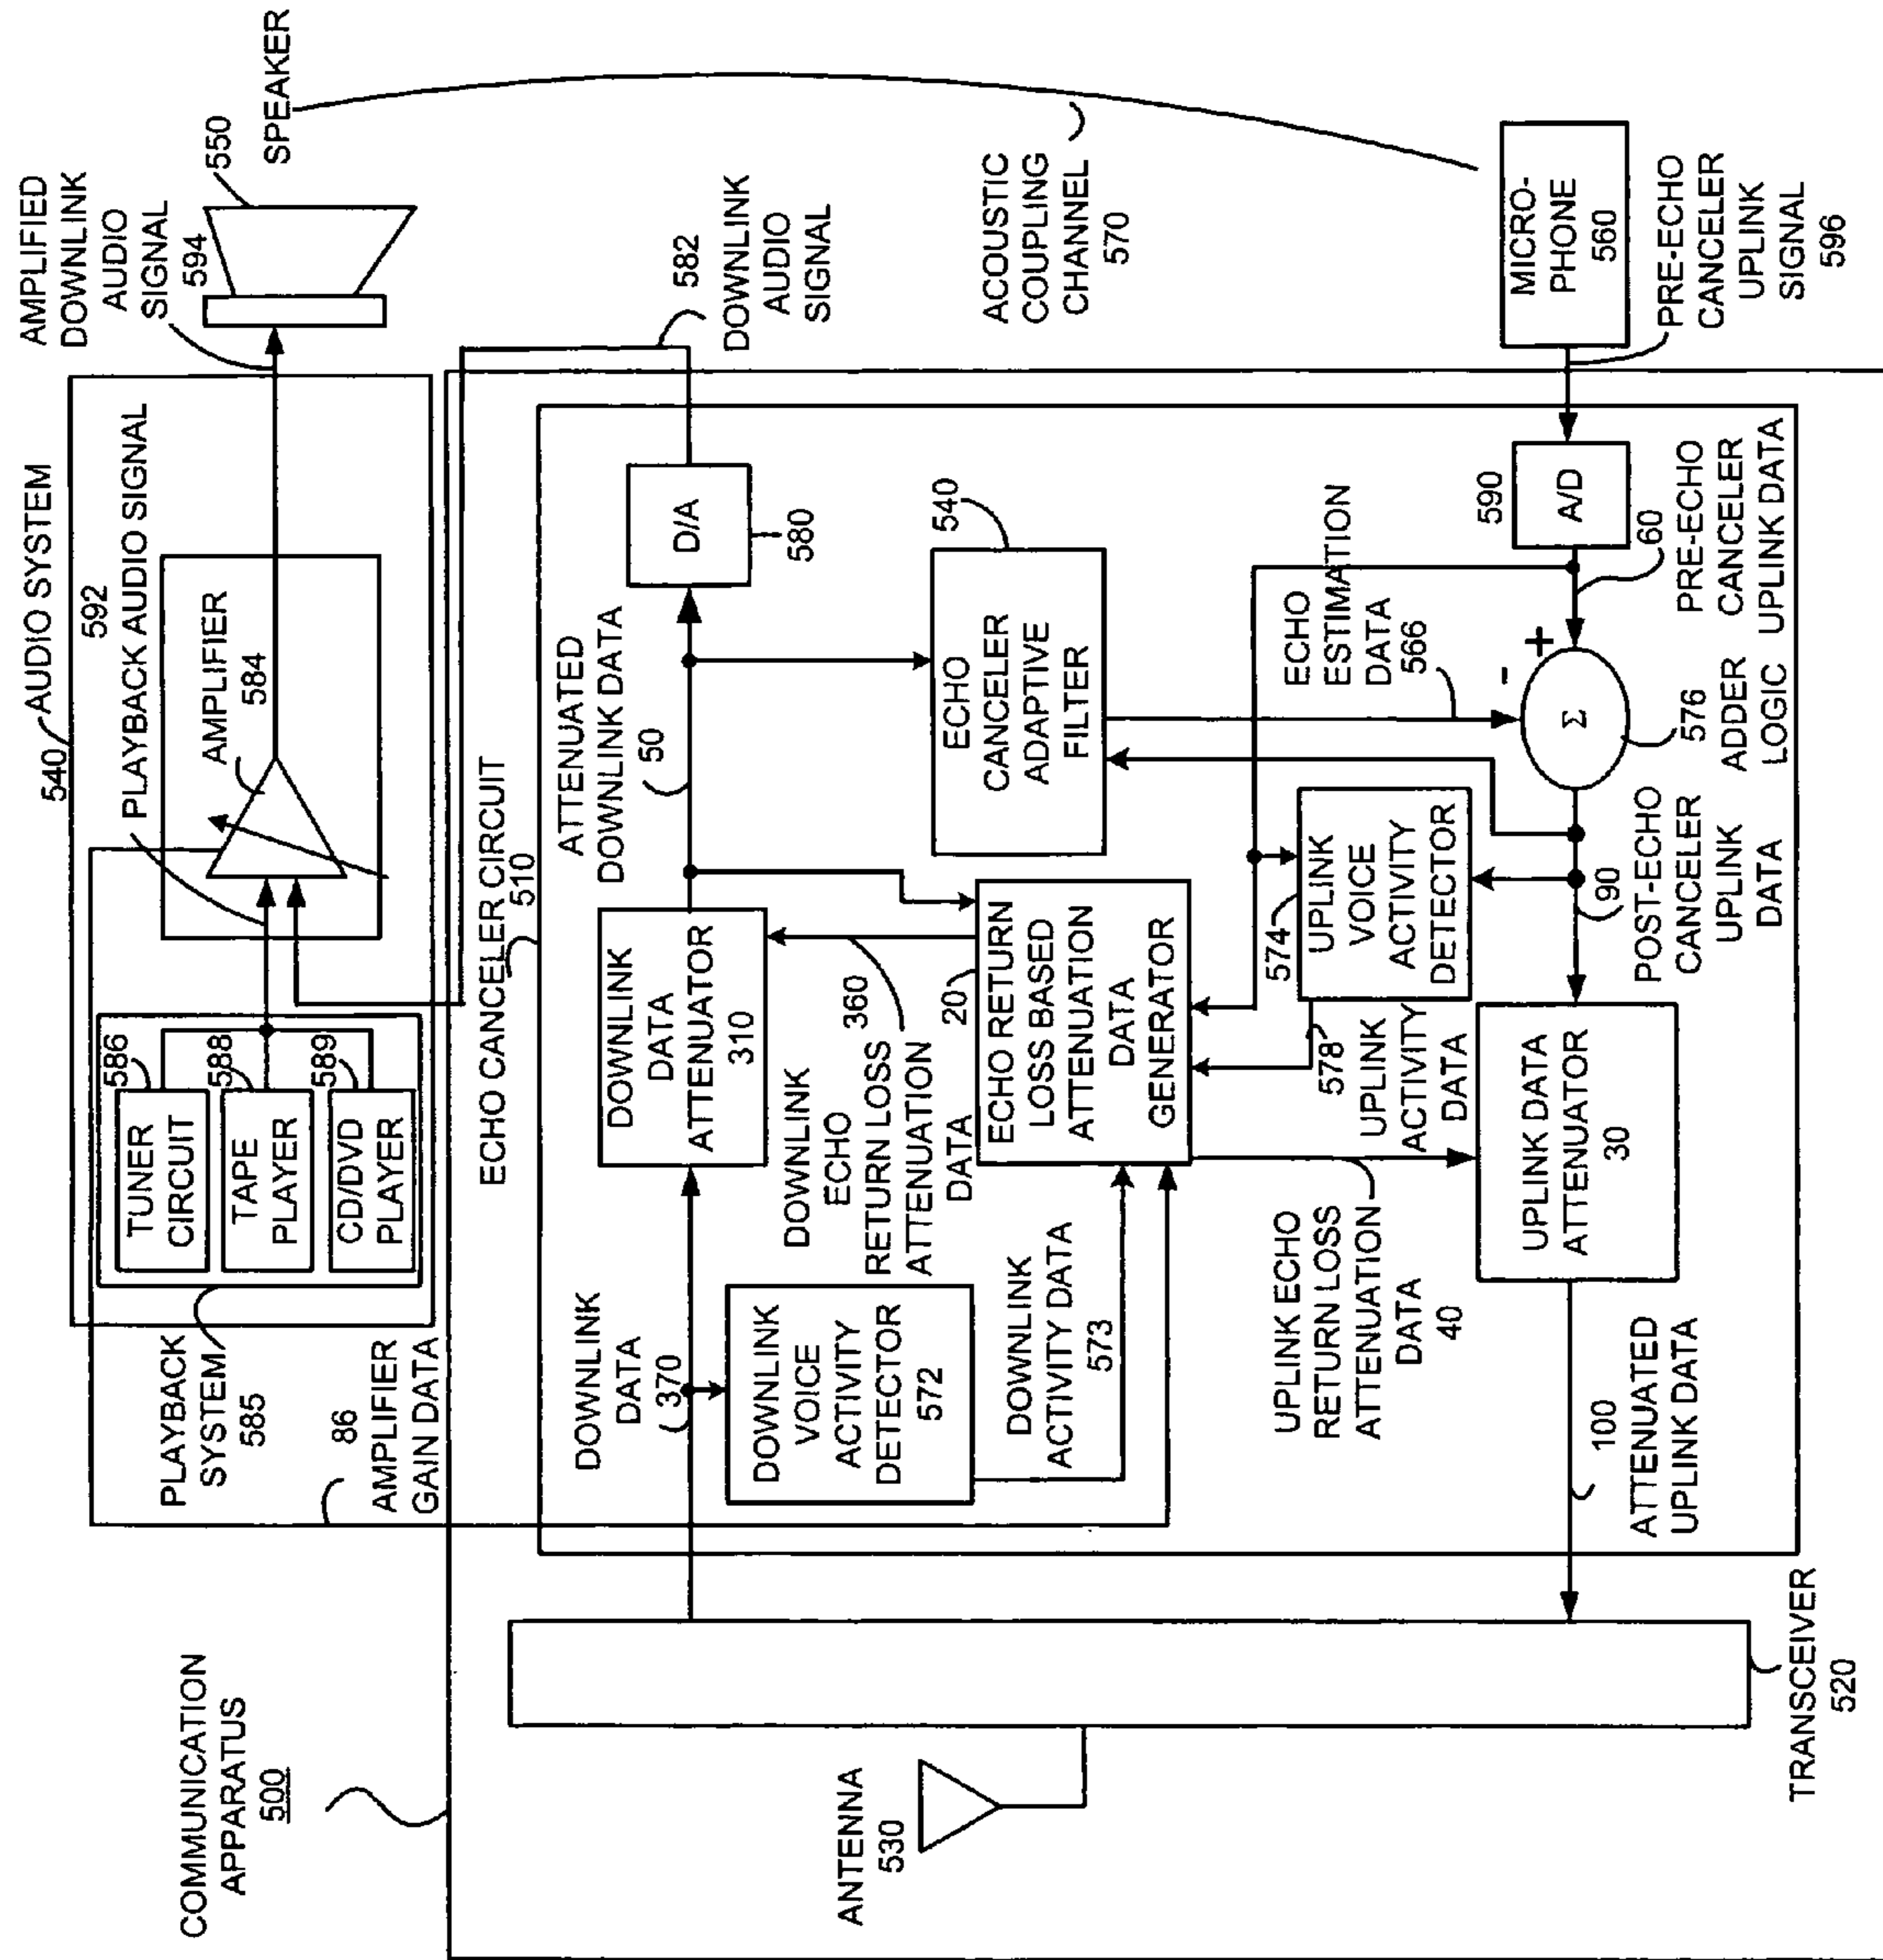 COMMUNICATION
APPARATUS
500
540
AUDIO SYSTEM
592
PLAYBACK AUDIO SIGNAL
AMPLIFIER
584
TUNER
CIRCUIT
586
TAPE
PLAYER
588
CD/DVD
PLAYER
589
PLAYBACK
SYSTEM
585
86
AMPLIFIER
GAIN DATA
AMPLIFIED
DOWNLINK
AUDIO
SIGNAL
594
550
SPEAKER
ECHO CANCELER CIRCUIT
510
582
DOWNLINK
AUDIO
SIGNAL
ACOUSTIC
COUPLING
CHANNEL
570
DOWNLINK
DATA
370
DOWNLINK
DATA
ATTENUATOR
310
ATTENUATED
DOWNLINK DATA
50
D/A
580
DOWNLINK
VOICE
ACTIVITY
DETECTOR
572
DOWNLINK
ECHO
RETURN LOSS
ATTENUATION
DATA
360
20
ECHO RETURN
LOSS BASED
ATTENUATION
DATA
GENERATOR
540
ECHO
CANCELER
ADAPTIVE
FILTER
DOWNLINK
ACTIVITY DATA
573
UPLINK ECHO
RETURN LOSS
ATTENUATION
DATA
40
578
UPLINK
ACTIVITY
DATA
574
UPLINK
VOICE
ACTIVITY
DETECTOR
ECHO
ESTIMATION
DATA
566
590
A/D
60
PRE-ECHO
CANCELER
UPLINK DATA
MICRO-
PHONE
560
PRE-ECHO
CANCELER
UPLINK
SIGNAL
596
- +
Σ
576
ADDER
LOGIC
90
POST-ECHO
CANCELER
UPLINK
DATA
UPLINK DATA
ATTENUATOR
30
100
ATTENUATED
UPLINK DATA
ANTENNA
530
TRANSCEIVER
520